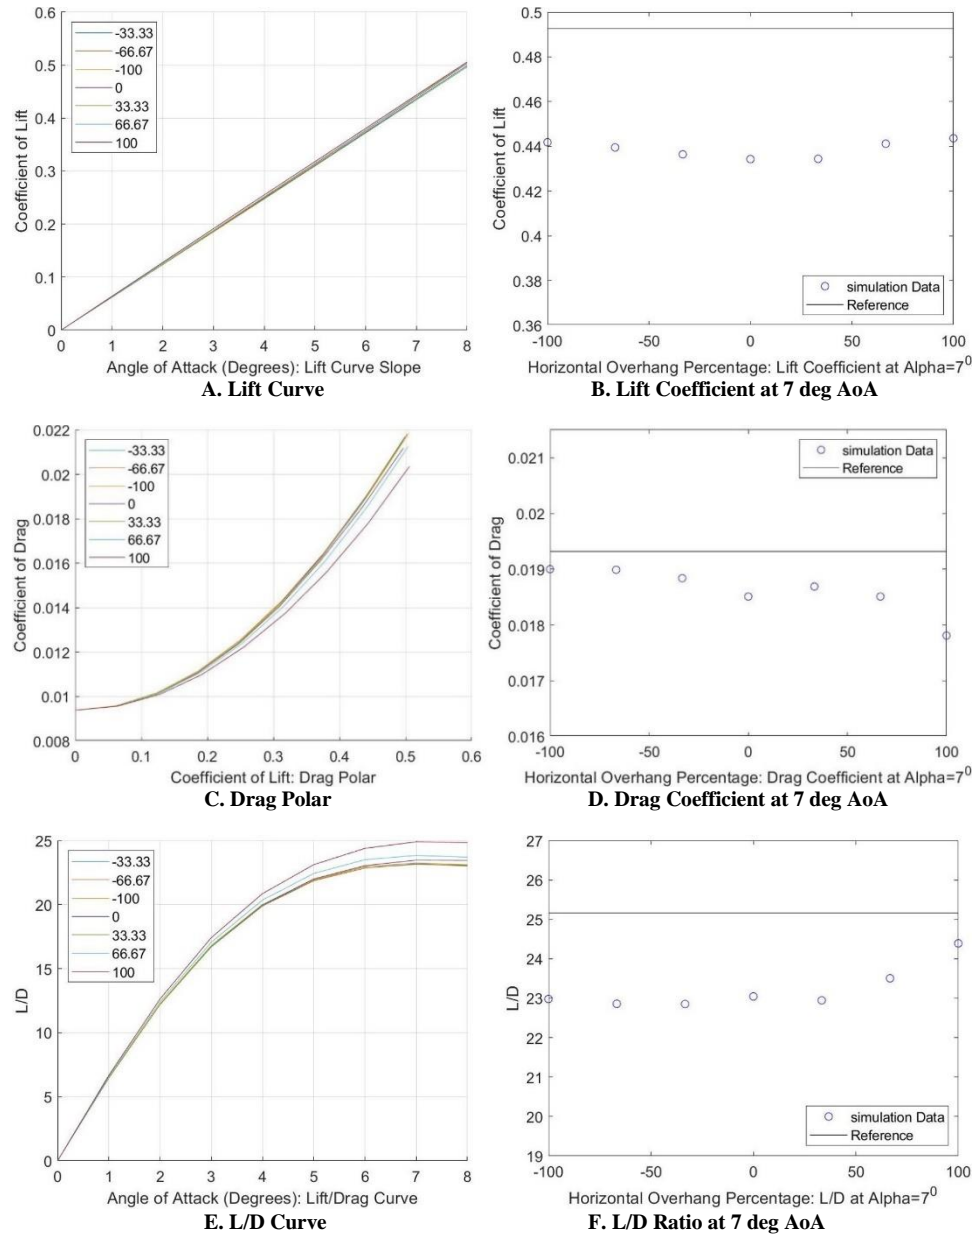 0.6
0.5
0.4
0.3
0.2
0.1
0
Coefficient of Lift
-33.33
-66.67
-100
0
33.33
66.67
100
0 1 2 3 4 5 6 7 8
Angle of Attack (Degrees): Lift Curve Slope
A. Lift Curve
0.5
0.48
0.46
0.44
0.42
0.4
0.38
0.36
Coefficient of Lift
simulation Data
Reference
-100 -50 0 50 100
Horizontal Overhang Percentage: Lift Coefficient at Alpha=7⁰
B. Lift Coefficient at 7 deg AoA
0.022
0.02
0.018
0.016
0.014
0.012
0.01
0.008
Coefficient of Drag
-33.33
-66.67
-100
0
33.33
66.67
100
0 0.1 0.2 0.3 0.4 0.5 0.6
Coefficient of Lift: Drag Polar
C. Drag Polar
0.021
0.02
0.019
0.018
0.017
0.016
Coefficient of Drag
simulation Data
Reference
-100 -50 0 50 100
Horizontal Overhang Percentage: Drag Coefficient at Alpha=7⁰
D. Drag Coefficient at 7 deg AoA
25
20
15
10
5
0
L/D
-33.33
-66.67
-100
0
33.33
66.67
100
0 1 2 3 4 5 6 7 8
Angle of Attack (Degrees): Lift/Drag Curve
E. L/D Curve
27
26
25
24
23
22
21
20
19
L/D
simulation Data
Reference
-100 -50 0 50 100
Horizontal Overhang Percentage: L/D at Alpha=7⁰
F. L/D Ratio at 7 deg AoA